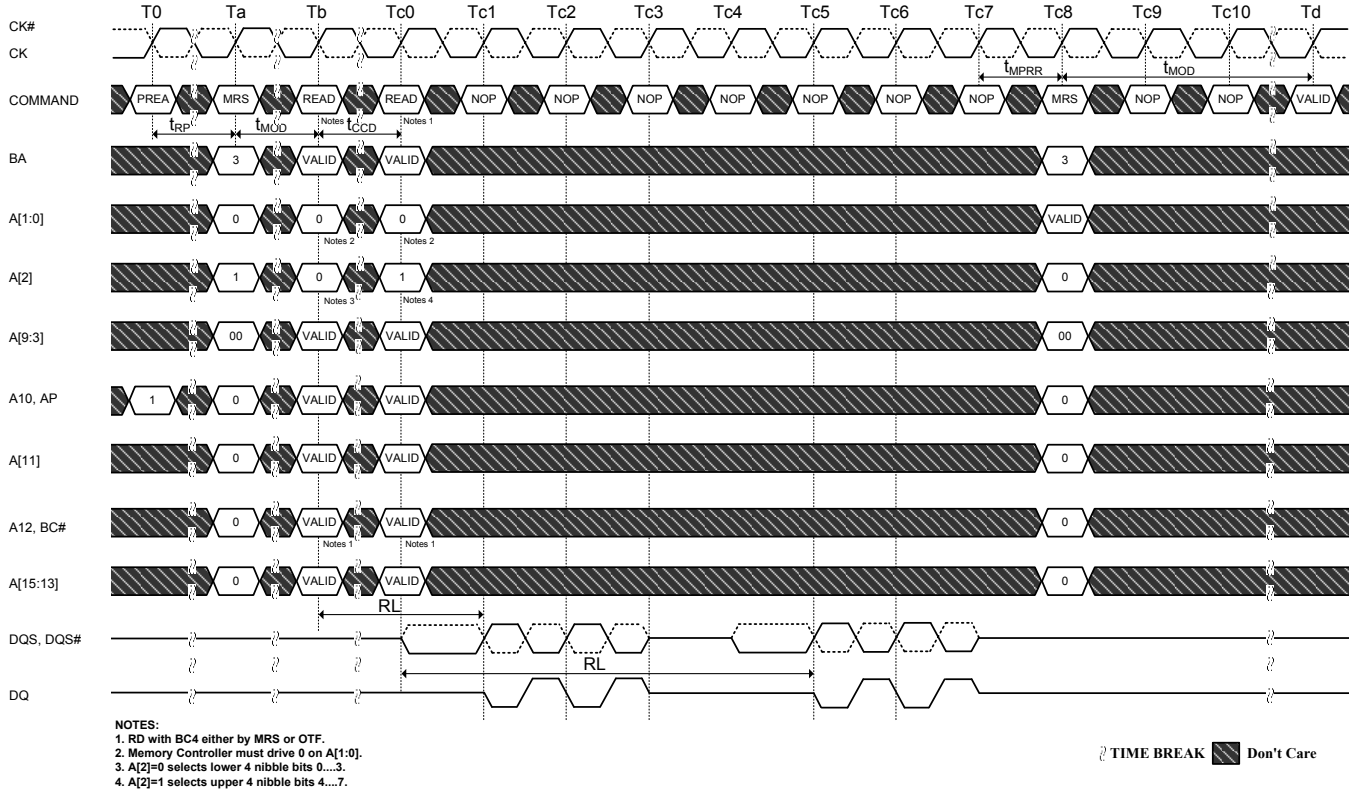 T0 Ta Tb Tc0 Tc1 Tc2 Tc3 Tc4 Tc5 Tc6 Tc7 Tc8 Tc9 Tc10 Td
CK#
CK
tMPRR tMOD
COMMAND PREA MRS READ READ NOP NOP NOP NOP NOP NOP NOP MRS NOP NOP VALID
Notes 1 Notes 1
tRP tMOD tCCD
BA 3 VALID VALID 3
A[1:0] 0 0 0 VALID
Notes 2 Notes 2
A[2] 1 0 1 0
Notes 3 Notes 4
A[9:3] 00 VALID VALID 00
A10, AP 1 0 VALID VALID 0
A[11] 0 VALID VALID 0
A12, BC# 0 VALID VALID 0
Notes 1 Notes 1
A[15:13] 0 VALID VALID 0
RL
DQS, DQS#
RL
DQ
NOTES:
1. RD with BC4 either by MRS or OTF.
2. Memory Controller must drive 0 on A[1:0].
3. A[2]=0 selects lower 4 nibble bits 0....3.
4. A[2]=1 selects upper 4 nibble bits 4....7.
TIME BREAK Don't Care